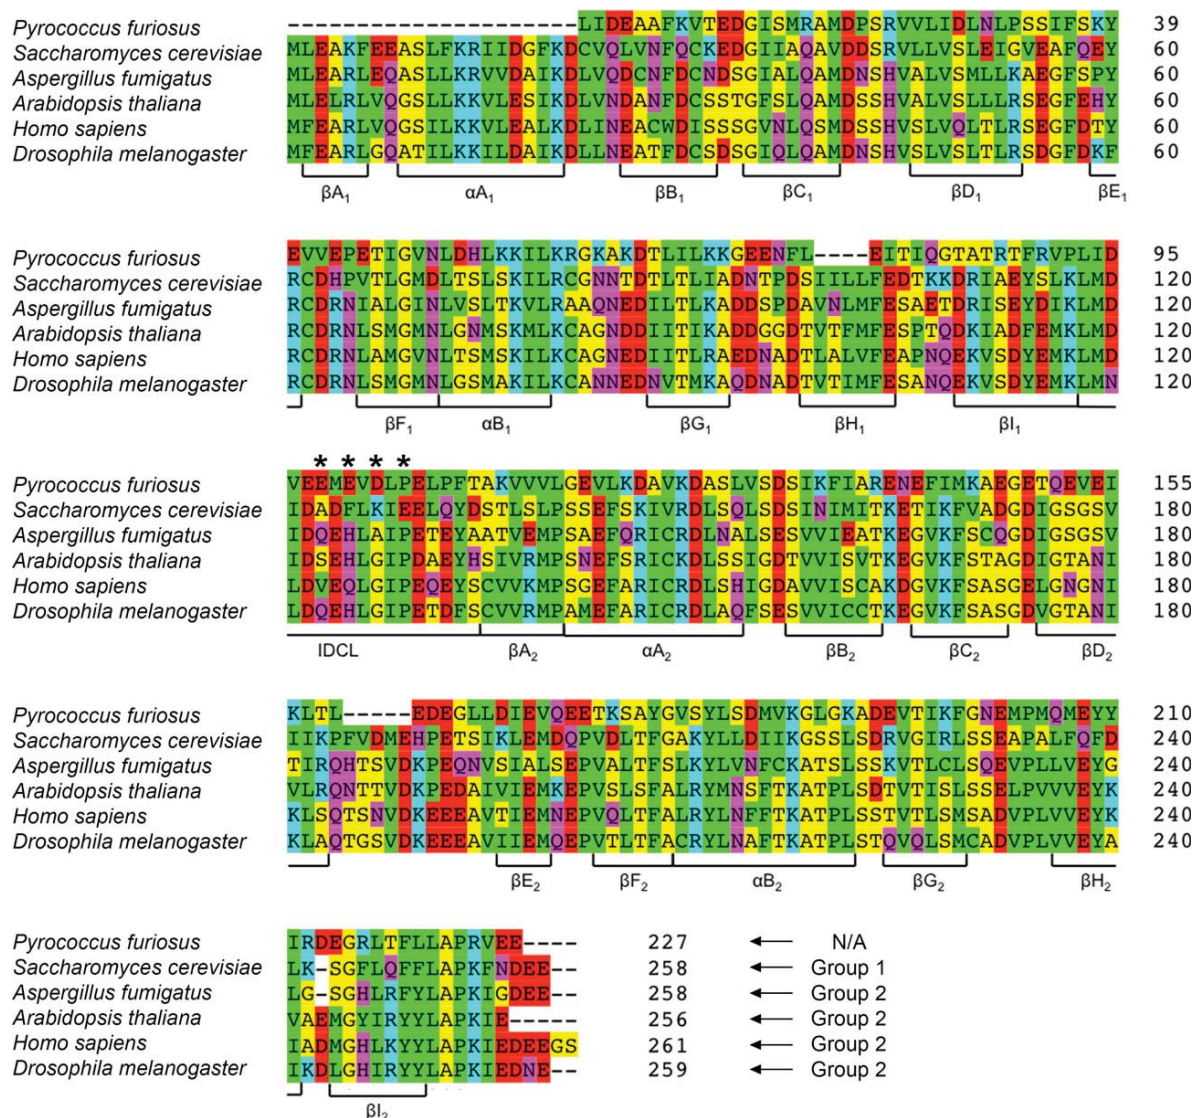 Pyrococcus furiosus ---------------------LIDEAAFKVTEDGISMRAMDPSRVVLIDLNLPSSIFSKY 39
Saccharomyces cerevisiae MLEAKFEEASLFKRIIDGFKDCVQLVNFQCKEDGIIAQAVDDSRVLLVSLEIGVEAFQEY 60
Aspergillus fumigatus MLEARLEQASLLKRVVDAIKDLVQDCNFDCNDSGIALQAMDNSHVALVSMLLKAEGFSPY 60
Arabidopsis thaliana MLELRLVQGSLLKKVLESIKDLVNDANFDCSSTGFSLQAMDSSHVALVSLLLRSEGFEHY 60
Homo sapiens MFEARLVQGSILKKVLEALKDLINEACWDISSSGVNLQSMDSSHVSLVQLTLRSEGFDTY 60
Drosophila melanogaster MFEARLGQATILKKILDAIKDLLNEATFDCSDSGIQLQAMDNSHVSLVSLTLRSDGFDKF 60
βA1 αA1 βB1 βC1 βD1 βE1
Pyrococcus furiosus EVVEPETIGVNLDHLKKILKRGKAKDTLILKKGEENFL----EITIQGTATRTFRVPLID 95
Saccharomyces cerevisiae RCDHPVTLGMDLTSLSKILRCGNNTDTLTLIADNTPDSIILLFEDTKKDRIAEYSLKLMD 120
Aspergillus fumigatus RCDRNIALGINLVSLTKVLRAAQNEDILTLKADDSPDAVNLMFESAETDRISEYDIKLMD 120
Arabidopsis thaliana RCDRNLSMGMNLGNMSKMLKCAGNDDIITIKADDGGDTVTFMFESPTQDKIADFEMKLMD 120
Homo sapiens RCDRNLAMGVNLTSMSKILKCAGNEDIITLRAEDNADTLALVFEAPNQEKVSDYEMKLMD 120
Drosophila melanogaster RCDRNLSMGMNLGSMAKILKCANNEDNVTMKAQDNADTVTIMFESANQEKVSDYEMKLMN 120
βF1 αB1 βG1 βH1 βI1
* * * *
Pyrococcus furiosus VEEMEVDLPELPFTAKVVVLGEVLKDAVKDASLVSDSIKFIARENEFIMKAEGETQEVEI 155
Saccharomyces cerevisiae IDADFLKIEELQYDSTLSLPSSEFSKIVRDLSQLSDSINIMITKETIKFVADGDIGSGSV 180
Aspergillus fumigatus IDQEHLAIPETEYAATVEMPSAEFQRICRDLNALSESVVIEATKEGVKFSCQGDIGSGSV 180
Arabidopsis thaliana IDSEHLGIPDAEYHSIVRMPSNEFSRICKDLSSIGDTVVISVTKEGVKFSTAGDIGTANI 180
Homo sapiens LDVEQLGIPEQEYSCVVKMPSGEFARICRDLSHIGDAVVISCAKDGVKFSASGELGNGNI 180
Drosophila melanogaster LDQEHLGIPETDFSCVVRMPAMEFARICRDLAQFSESVVICCTKEGVKFSASGDVGTANI 180
IDCL βA2 αA2 βB2 βC2 βD2
Pyrococcus furiosus KLTL-----EDEGLLDIEVQEETKSAYGVSYLSDMVKGLGKADEVTIKFGNEMPMQMEYY 210
Saccharomyces cerevisiae IIKPFVDMEHPETSIKLEMDQPVDLTFGAKYLLDIIKGSSLSDRVGIRLSSEAPALFQFD 240
Aspergillus fumigatus TIRQHTSVDKPEQNVSIALSEPVALTFSLKYLVNFCKATSLSSKVTLCLSQEVPLLVEYG 240
Arabidopsis thaliana VLRQNTTVDKPEDAIVIEMKEPVSLSFALRYMNSFTKATPLSDTVTISLSSELPVVVEYK 240
Homo sapiens KLSQTSNVDKEEEAVTIEMNEPVQLTFALRYLNFFTKATPLSSTVTLSMSADVPLVVEYK 240
Drosophila melanogaster KLAQTGSVDKEEEAVIIEMQEPVTLTFACRYLNAFTKATPLSTQVQLSMCADVPLVVEYA 240
βE2 βF2 αB2 βG2 βH2
Pyrococcus furiosus IRDEGRLTFLLAPRVEE---- 227 ← N/A
Saccharomyces cerevisiae LK-SGFLQFFLAPKFNDEE-- 258 ← Group 1
Aspergillus fumigatus LG-SGHLRFYLAPKIGDEE-- 258 ← Group 2
Arabidopsis thaliana VAEMGYIRYYLAPKIE----- 256 ← Group 2
Homo sapiens IADMGHLKYYLAPKIEDEEGS 261 ← Group 2
Drosophila melanogaster IKDLGHIRYYLAPKIEDNE-- 259 ← Group 2
βI2